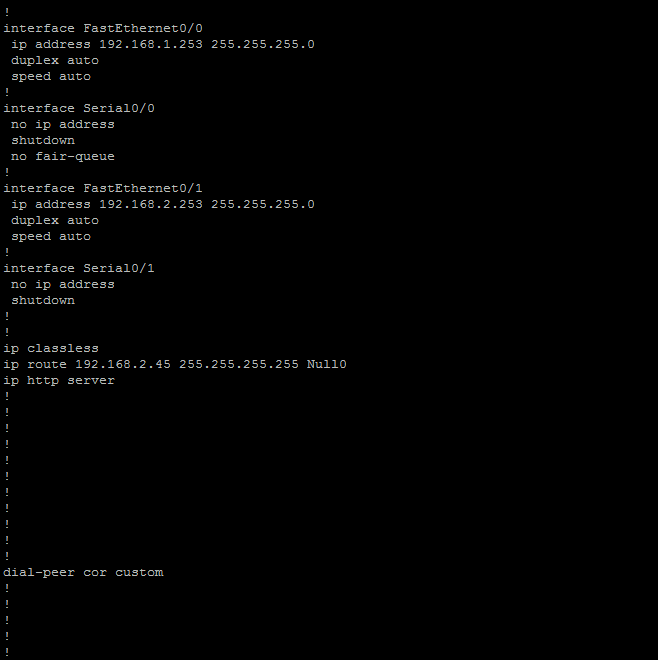 !
interface FastEthernet0/0
 ip address 192.168.1.253 255.255.255.0
 duplex auto
 speed auto
!
interface Serial0/0
 no ip address
 shutdown
 no fair-queue
!
interface FastEthernet0/1
 ip address 192.168.2.253 255.255.255.0
 duplex auto
 speed auto
!
interface Serial0/1
 no ip address
 shutdown
!
!
ip classless
ip route 192.168.2.45 255.255.255.255 Null0
ip http server
!
!
!
!
!
!
!
!
!
!
!
dial-peer cor custom
!
!
!
!
!